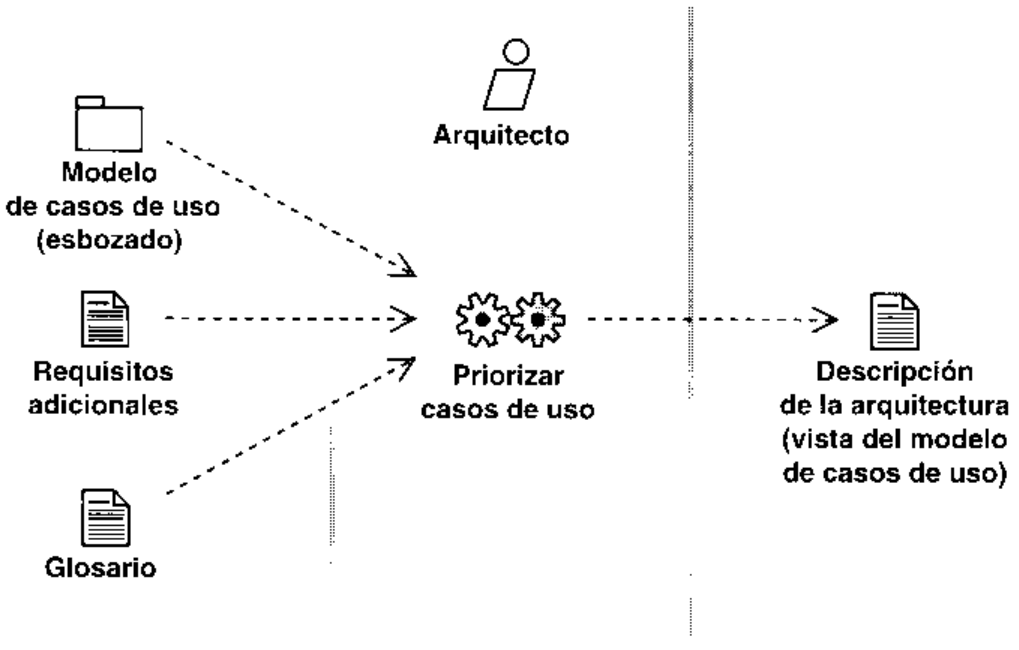 Arquitecto
Modelo
de casos de uso
(esbozado)
Requisitos
adicionales
Glosario
Priorizar
casos de uso
Descripción
de la arquitectura
(vista del modelo
de casos de uso)